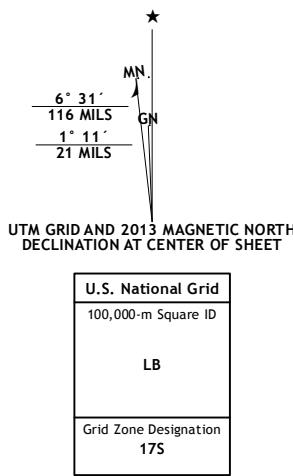 MN
6° 31´
116 MILS
GN
1° 11´
21 MILS
UTM GRID AND 2013 MAGNETIC NORTH
DECLINATION AT CENTER OF SHEET
U.S. National Grid
100,000-m Square ID
LB
Grid Zone Designation
17S